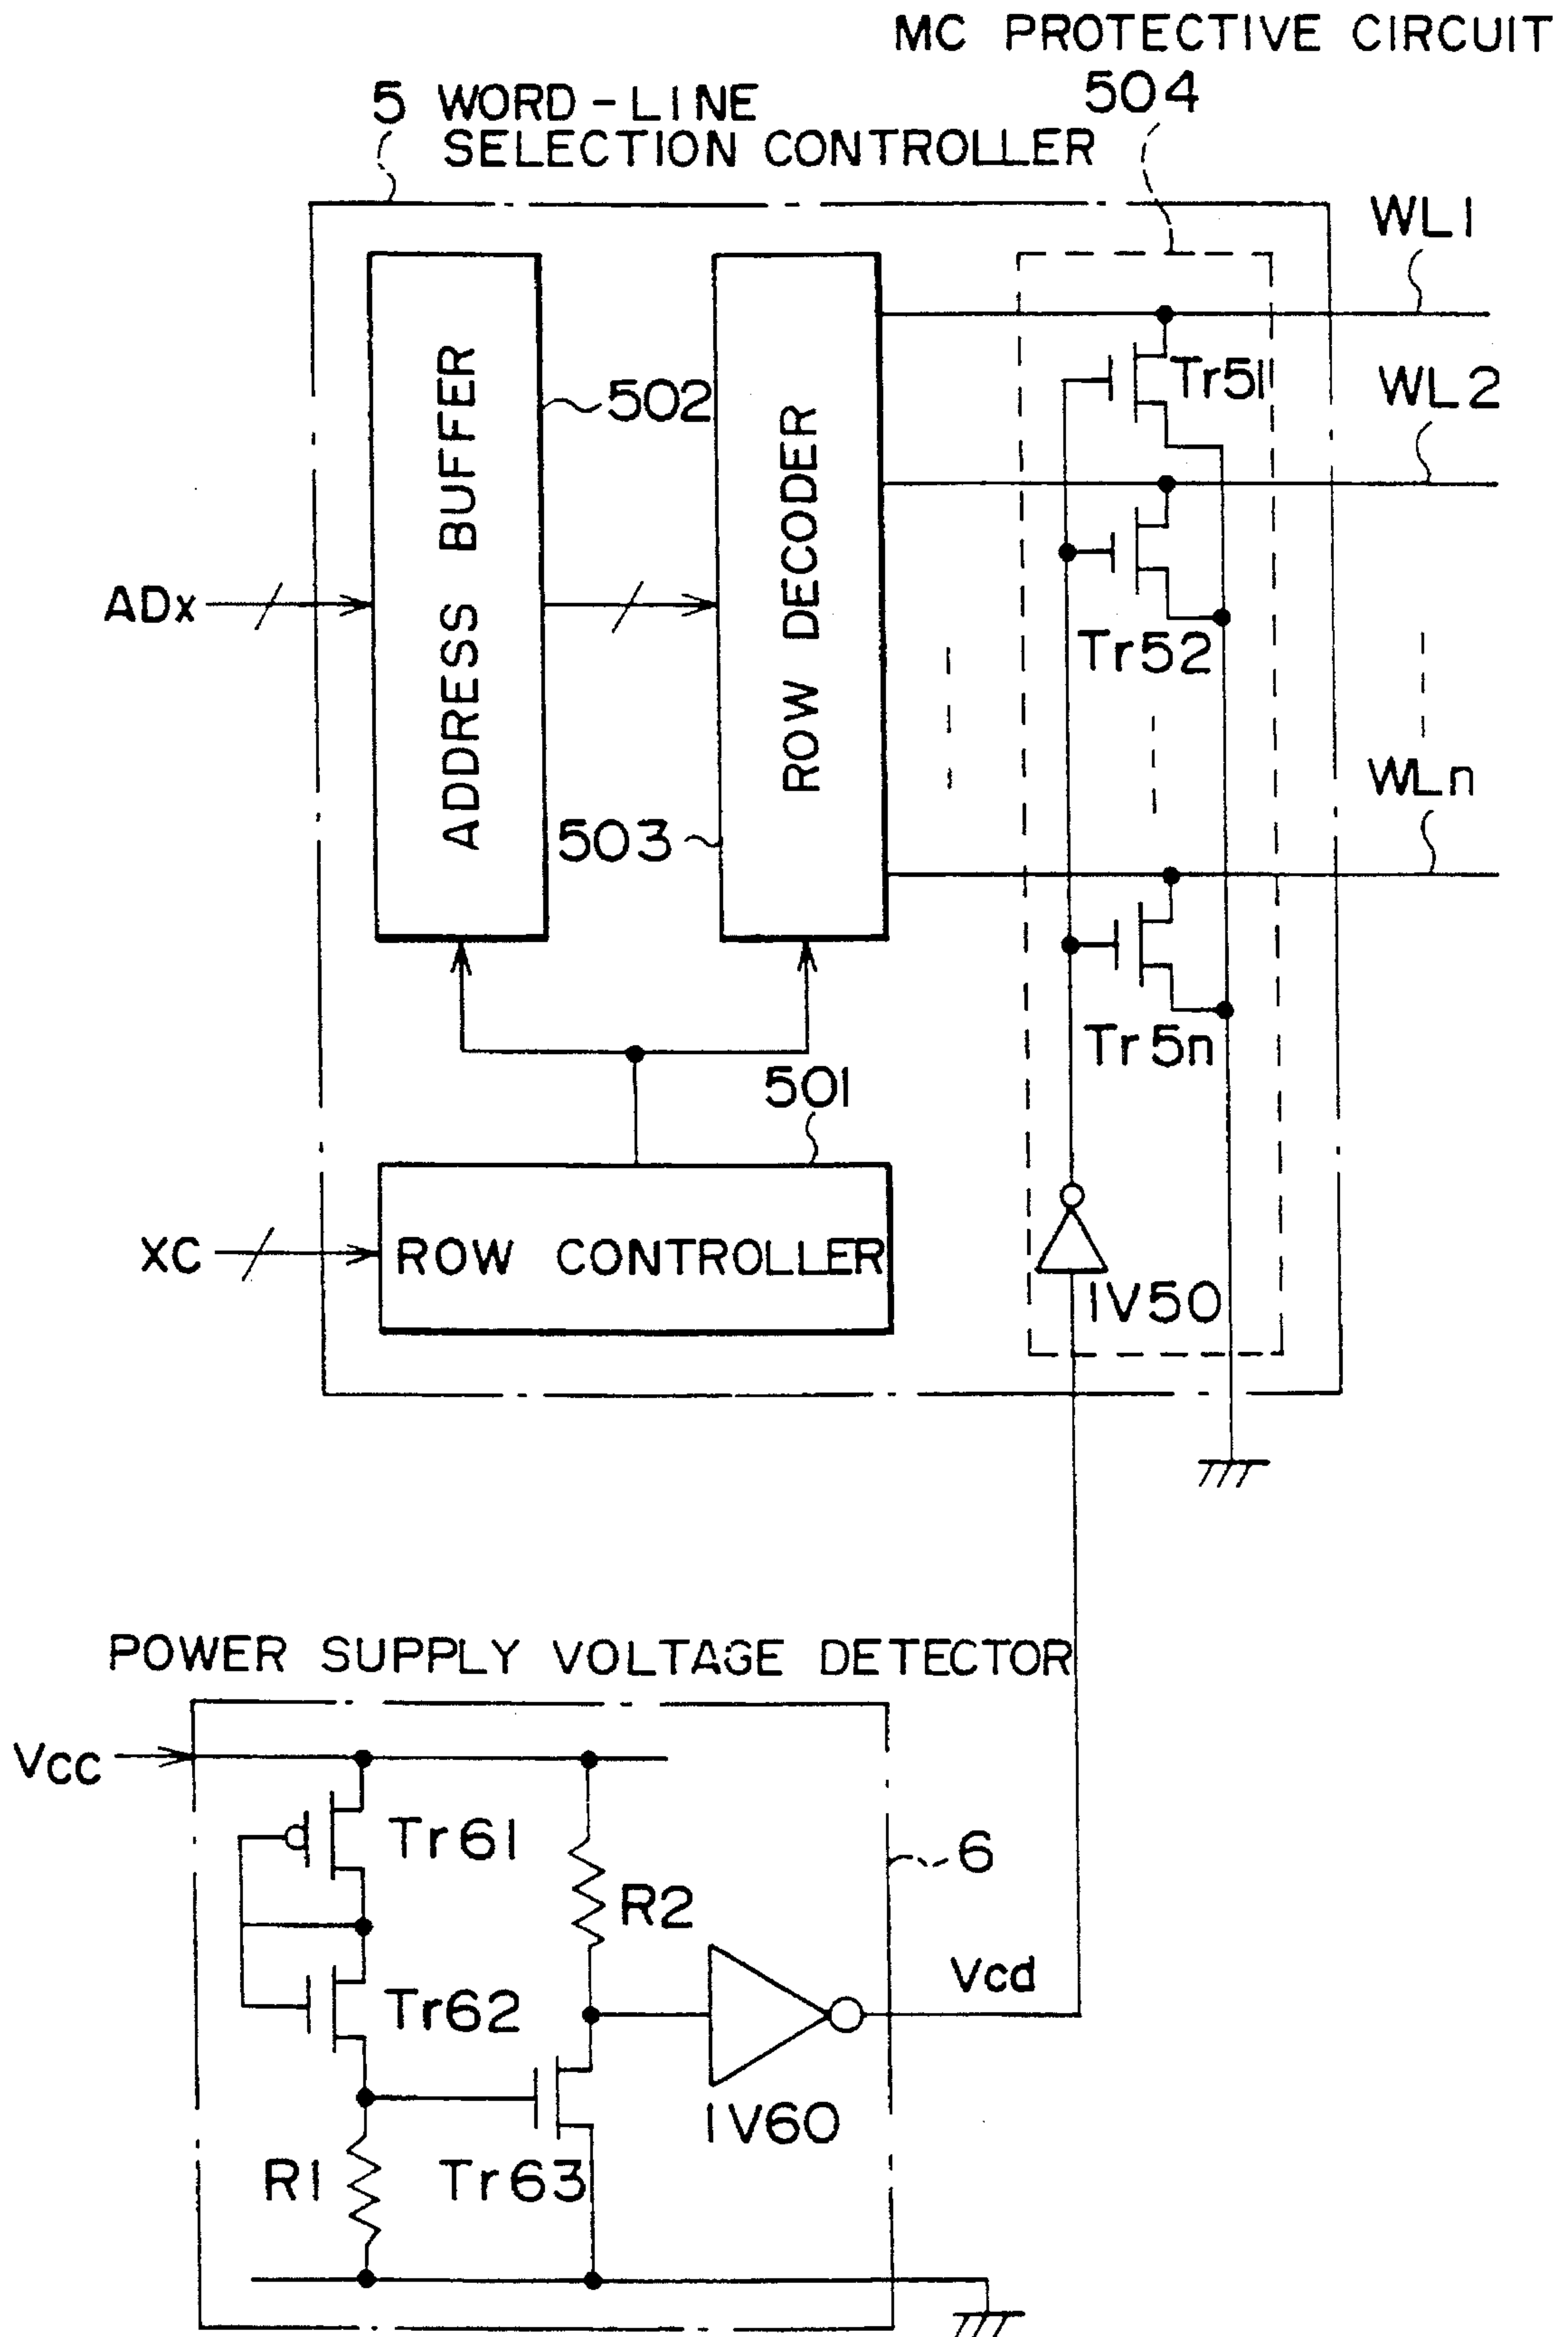 MC PROTECTIVE CIRCUIT
504
5 WORD-LINE
SELECTION CONTROLLER
WL1
ADDRESS BUFFER
502
ROW DECODER
Tr51
WL2
ADx
Tr52
WLn
503
Tr5n
501
XC
ROW CONTROLLER
IV50
POWER SUPPLY VOLTAGE DETECTOR
Vcc
Tr61
6
R2
Vcd
Tr62
IV60
R1
Tr63